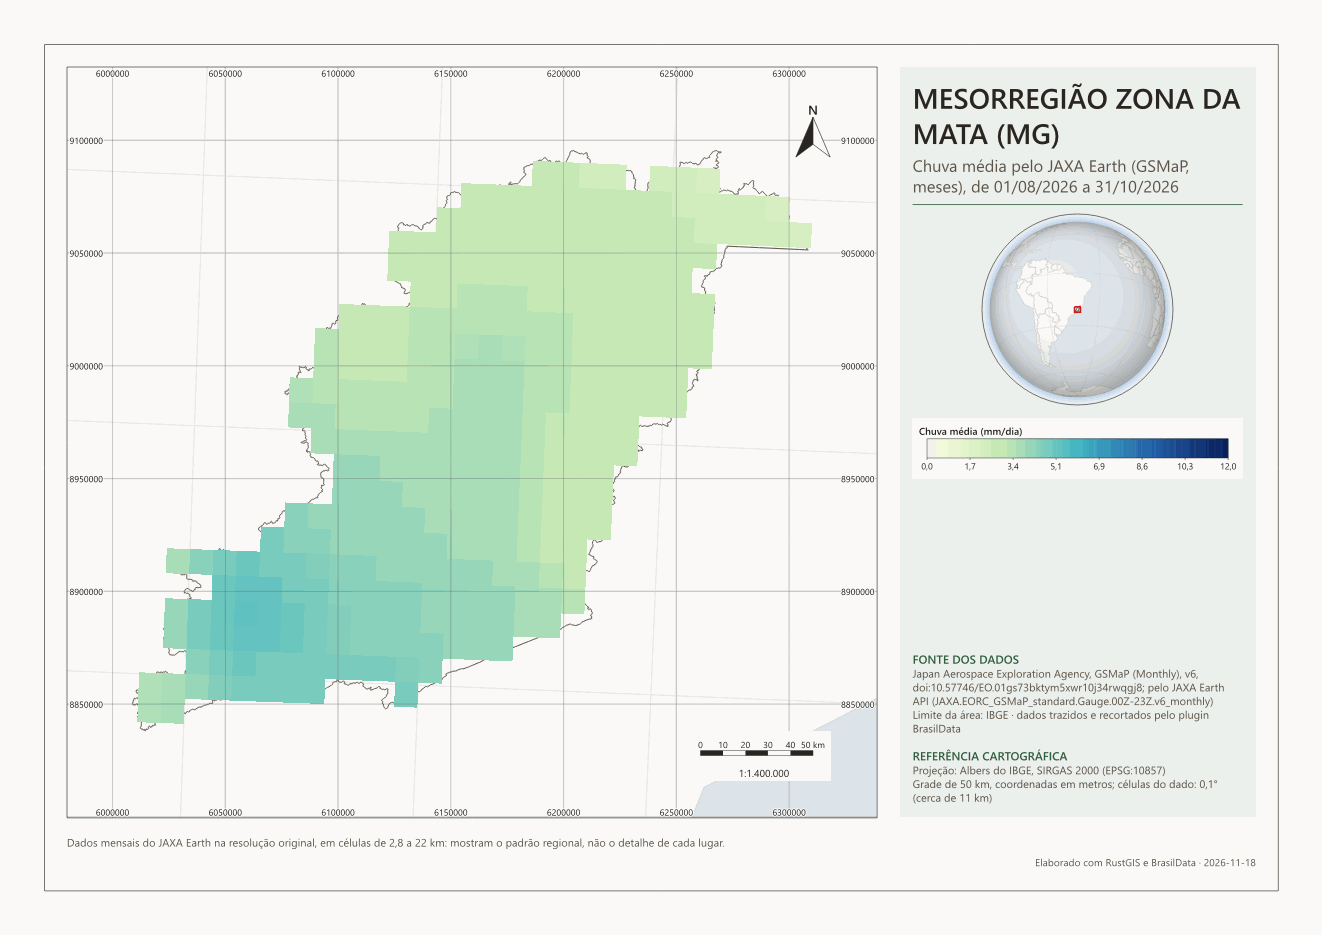 6000000 6050000 6100000 6150000 6200000 6250000 6300000
N
9100000 9100000
9050000 9050000
9000000 9000000
8950000 8950000
8900000 8900000
8850000 8850000
0 10 20 30 40 50 km
1:1.400.000
6000000 6050000 6100000 6150000 6200000 6250000 6300000
MESORREGIÃO ZONA DA
MATA (MG)
Chuva média pelo JAXA Earth (GSMaP,
meses), de 01/08/2026 a 31/10/2026
Chuva média (mm/dia)
0,0 1,7 3,4 5,1 6,9 8,6 10,3 12,0
FONTE DOS DADOS
Japan Aerospace Exploration Agency, GSMaP (Monthly), v6,
doi:10.57746/EO.01gs73bktym5xwr10j34rwqgj8; pelo JAXA Earth
API (JAXA.EORC_GSMaP_standard.Gauge.00Z-23Z.v6_monthly)
Limite da área: IBGE · dados trazidos e recortados pelo plugin
BrasilData
REFERÊNCIA CARTOGRÁFICA
Projeção: Albers do IBGE, SIRGAS 2000 (EPSG:10857)
Grade de 50 km, coordenadas em metros; células do dado: 0,1°
(cerca de 11 km)
Dados mensais do JAXA Earth na resolução original, em células de 2,8 a 22 km: mostram o padrão regional, não o detalhe de cada lugar.
Elaborado com RustGIS e BrasilData · 2026-11-18